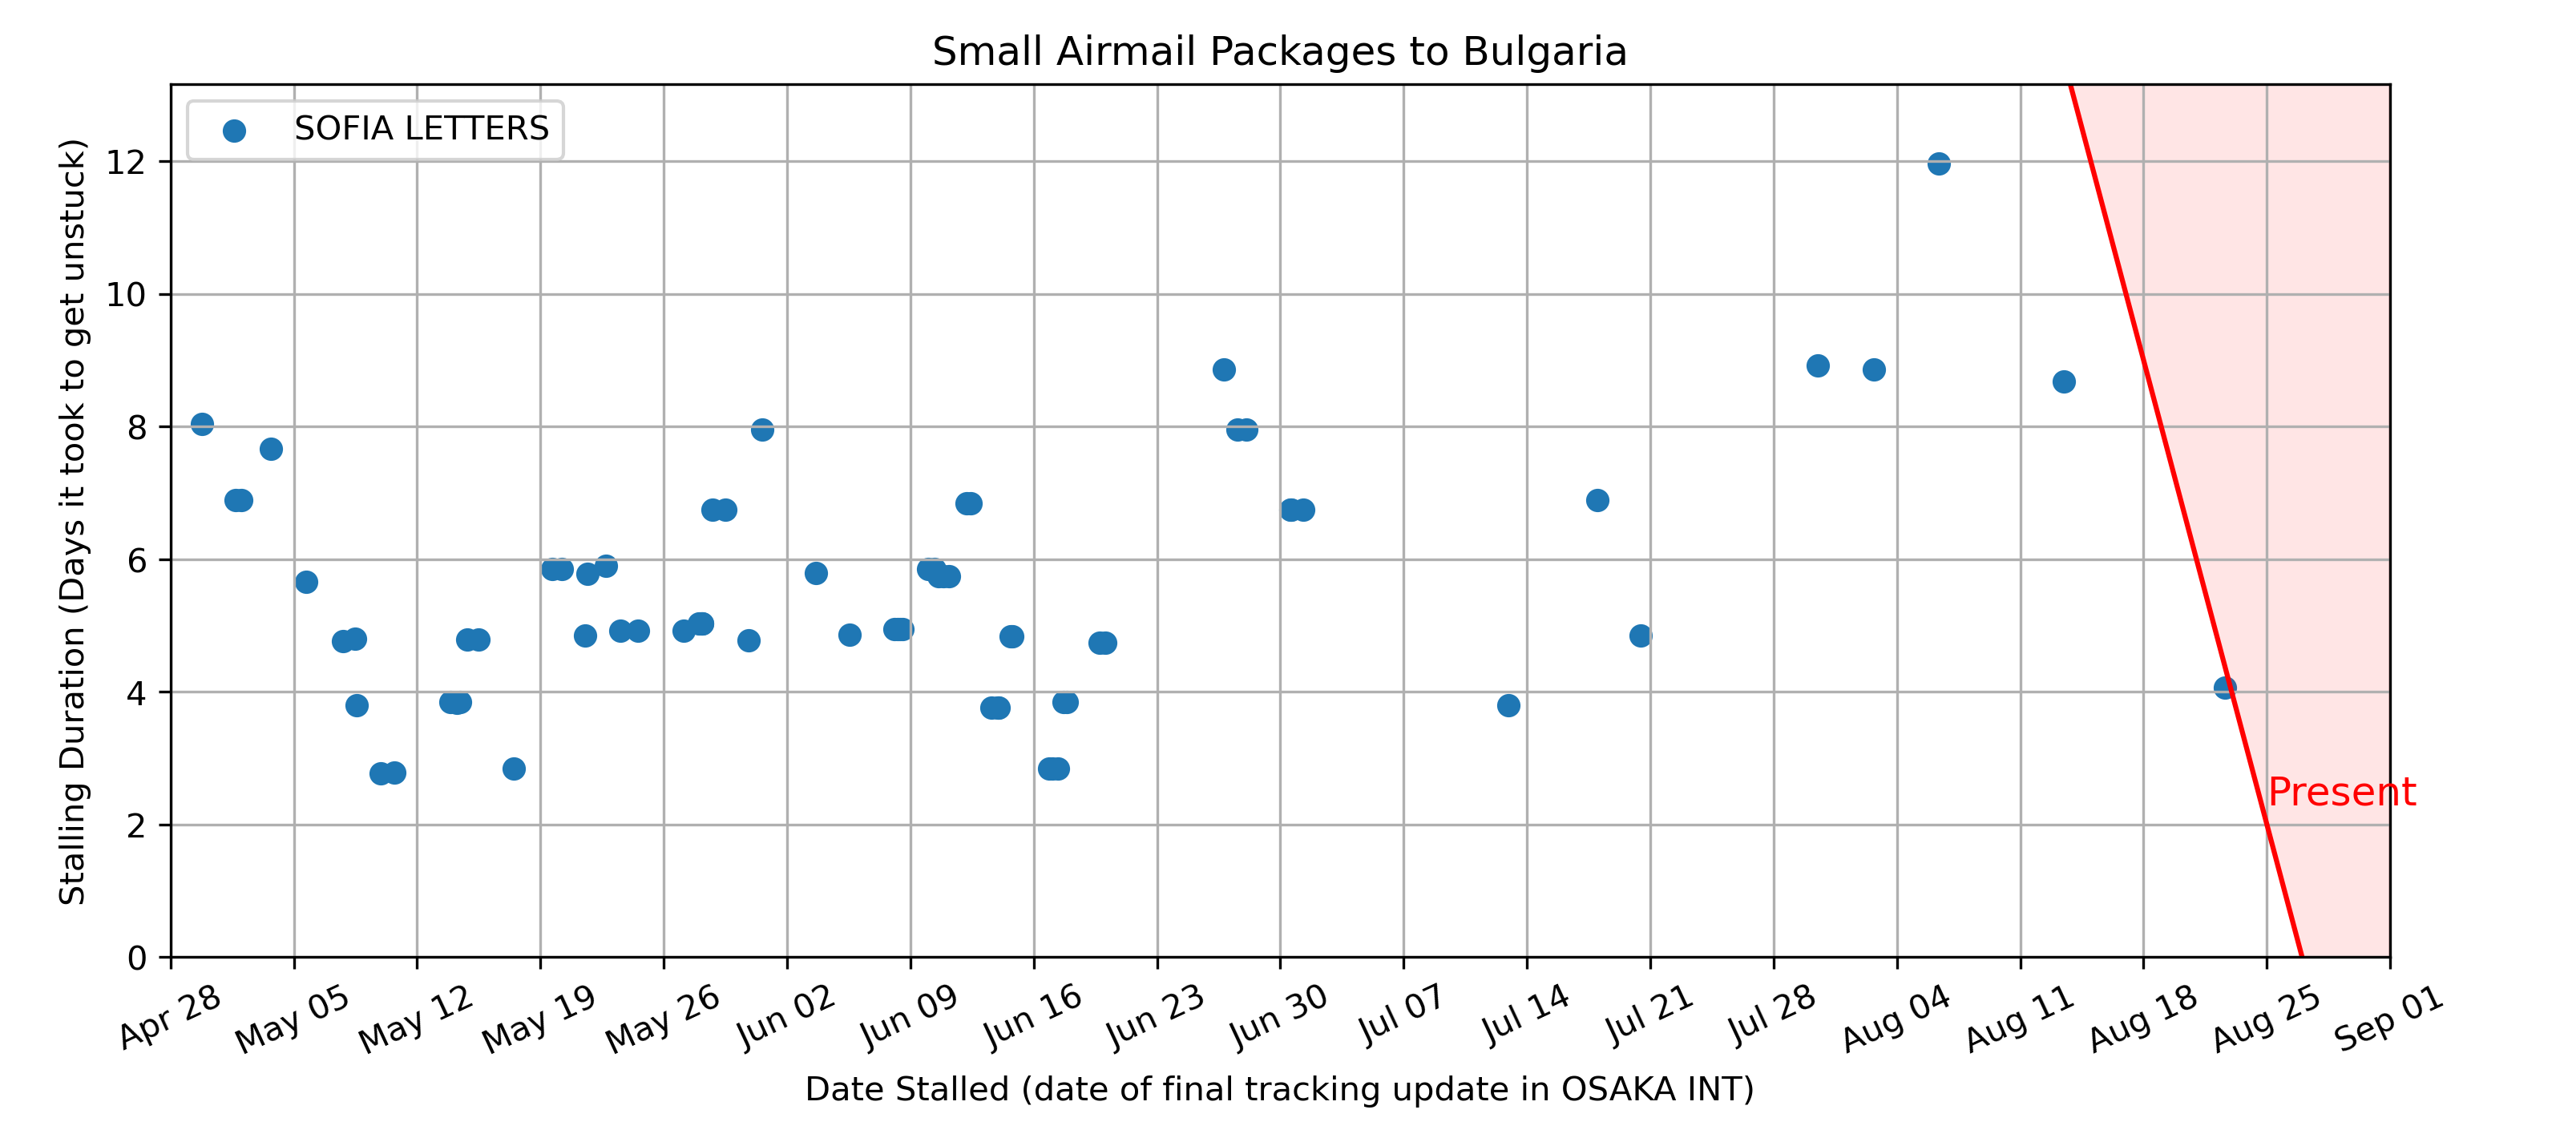 Small Airmail Packages to Bulgaria
SOFIA LETTERS
Stalling Duration (Days it took to get unstuck)
12
10
8
6
4
2
0
Present
Apr 28
May 05
May 12
May 19
May 26
Jun 02
Jun 09
Jun 16
Jun 23
Jun 30
Jul 07
Jul 14
Jul 21
Jul 28
Aug 04
Aug 11
Aug 18
Aug 25
Sep 01
Date Stalled (date of final tracking update in OSAKA INT)